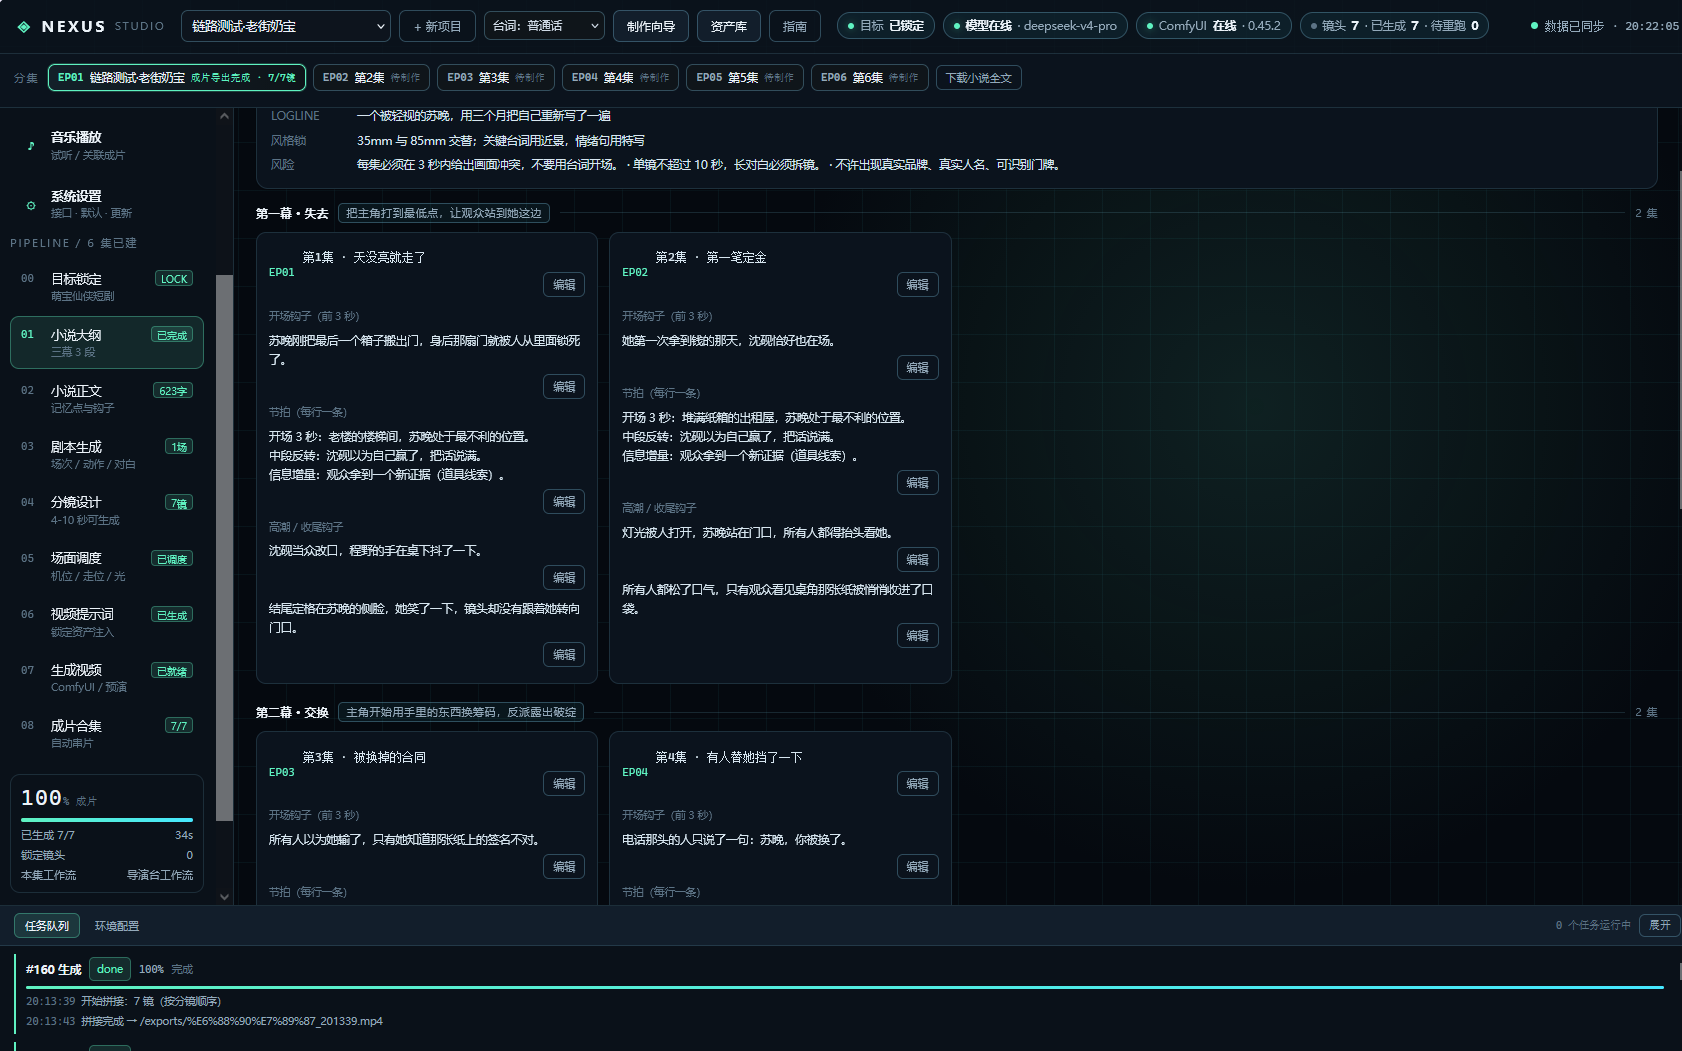 NEXUS STUDIO
链路测试-老街奶宝
+ 新项目
台词：普通话
制作向导
资产库
指南
目标 已锁定
模型在线 · deepseek-v4-pro
ComfyUI 在线 · 0.45.2
镜头 7 · 已生成 7 · 待重跑 0
数据已同步 · 20:22:05
分集
EP01 链路测试-老街奶宝 成片导出完成 · 7/7镜
EP02 第2集 待制作
EP03 第3集 待制作
EP04 第4集 待制作
EP05 第5集 待制作
EP06 第6集 待制作
下载小说全文
音乐播放
试听 / 关联成片
系统设置
接口 · 默认 · 更新
PIPELINE / 6 集已建
00 目标锁定 LOCK
萌宝仙侠短剧
01 小说大纲 已完成
三幕 3 段
02 小说正文 623字
记忆点与钩子
03 剧本生成 1场
场次 / 动作 / 对白
04 分镜设计 7镜
4-10 秒可生成
05 场面调度 已调度
机位 / 走位 / 光
06 视频提示词 已生成
锁定资产注入
07 生成视频 已就绪
ComfyUI / 预演
08 成片合集 7/7
自动串片
100% 成片
已生成 7/7 34s
锁定镜头 0
本集工作流 导演台工作流
LOGLINE 一个被轻视的苏晚，用三个月把自己重新写了一遍
风格锁 35mm 与 85mm 交替；关键台词用近景，情绪句用特写
风险 每集必须在 3 秒内给出画面冲突，不要用台词开场。 · 单镜不超过 10 秒，长对白必须拆镜。 · 不许出现真实品牌、真实人名、可识别门牌。
第一幕 · 失去 把主角打到最低点，让观众站到她这边 2 集
EP01 第1集 · 天没亮就走了
编辑
开场钩子（前 3 秒）
苏晚刚把最后一个箱子搬出门，身后那扇门就被人从里面锁死
了。
编辑
节拍（每行一条）
开场 3 秒：老楼的楼梯间，苏晚处于最不利的位置。
中段反转：沈砚以为自己赢了，把话说满。
信息增量：观众拿到一个新证据（道具线索）。
编辑
高潮 / 收尾钩子
沈砚当众改口，程野的手在桌下抖了一下。
编辑
结尾定格在苏晚的侧脸，她笑了一下，镜头却没有跟着她转向
门口。
编辑
EP02 第2集 · 第一笔定金
编辑
开场钩子（前 3 秒）
她第一次拿到钱的那天，沈砚恰好也在场。
编辑
节拍（每行一条）
开场 3 秒：堆满纸箱的出租屋，苏晚处于最不利的位置。
中段反转：沈砚以为自己赢了，把话说满。
信息增量：观众拿到一个新证据（道具线索）。
编辑
高潮 / 收尾钩子
灯光被人打开，苏晚站在门口，所有人都得抬头看她。
编辑
所有人都松了口气，只有观众看见桌角那张纸被悄悄收进了口
袋。
编辑
第二幕 · 交换 主角开始用手里的东西换筹码，反派露出破绽 2 集
EP03 第3集 · 被换掉的合同
编辑
开场钩子（前 3 秒）
所有人以为她输了，只有她知道那张纸上的签名不对。
编辑
节拍（每行一条）
EP04 第4集 · 有人替她挡了一下
编辑
开场钩子（前 3 秒）
电话那头的人只说了一句：苏晚，你被换了。
编辑
节拍（每行一条）
任务队列
环境配置
0 个任务运行中
展开
#160 生成 done 100% 完成
20:13:39 开始拼接：7 镜（按分镜顺序）
20:13:43 拼接完成 → /exports/%E6%88%90%E7%89%87_201339.mp4